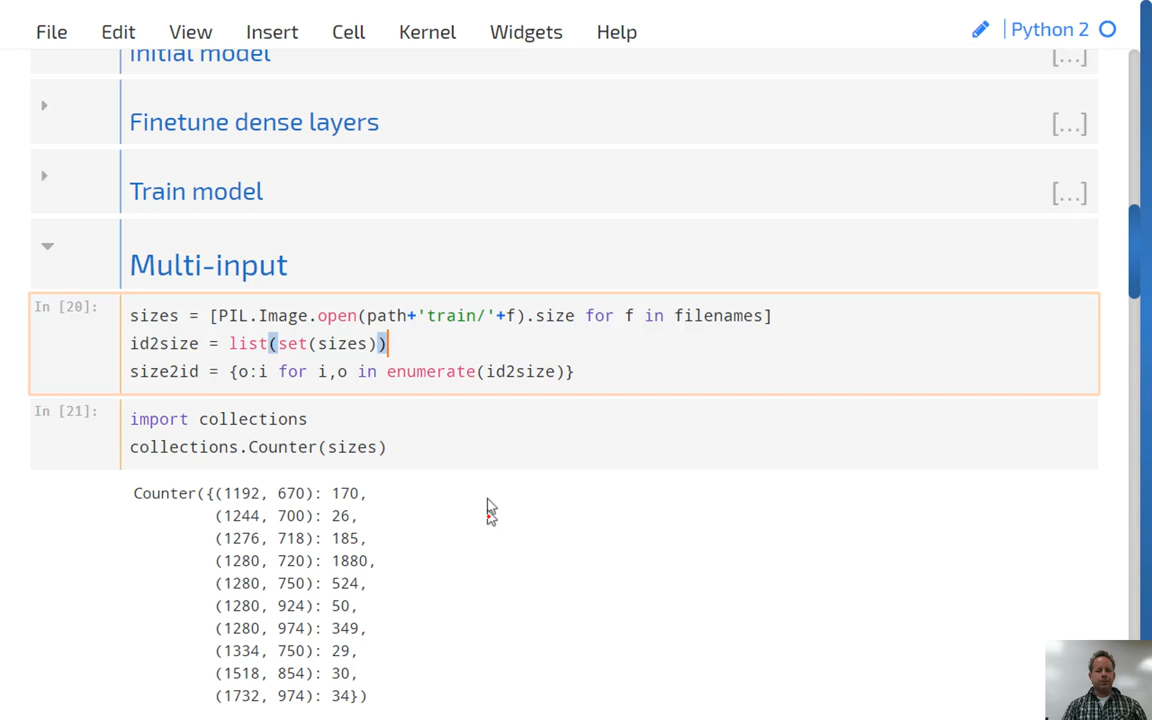 File Edit View Insert Cell Kernel Widgets Help Python 2
Initial model [...]
Finetune dense layers [...]
Train model [...]
Multi-input
In [20]:
sizes = [PIL.Image.open(path+'train/'+f).size for f in filenames]
id2size = list(set(sizes))
size2id = {o:i for i,o in enumerate(id2size)}
In [21]:
import collections
collections.Counter(sizes)
Counter({(1192, 670): 170,
(1244, 700): 26,
(1276, 718): 185,
(1280, 720): 1880,
(1280, 750): 524,
(1280, 924): 50,
(1280, 974): 349,
(1334, 750): 29,
(1518, 854): 30,
(1732, 974): 34})